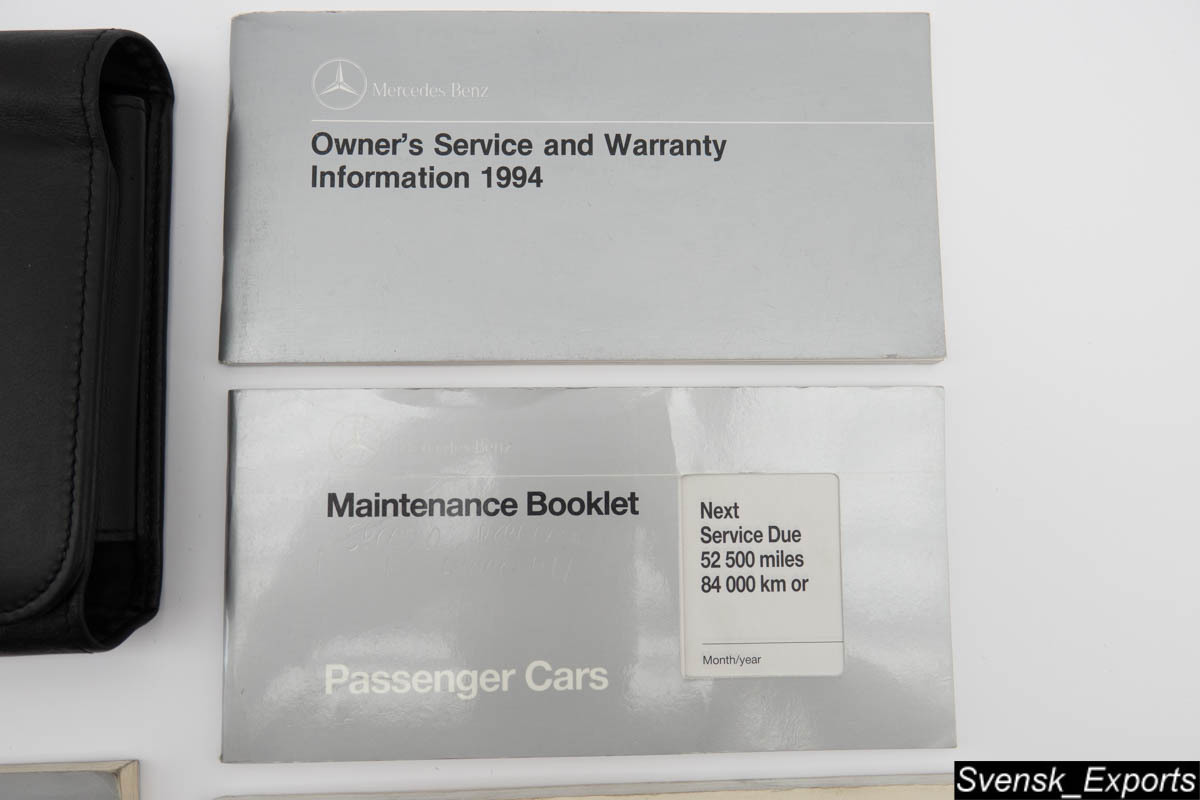 Mercedes Benz
Owner's Service and Warranty
Information 1994
Mercedes Benz
Maintenance Booklet
Next
Service Due
52 500 miles
84 000 km or
Month/year
Passenger Cars
Svensk_Exports